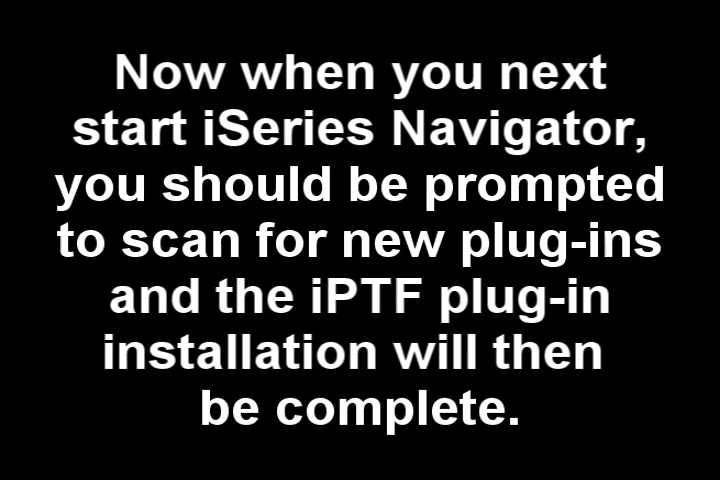 Now when you next
start iSeries Navigator,
you should be prompted
to scan for new plug-ins
and the iPTF plug-in
installation will then
be complete.